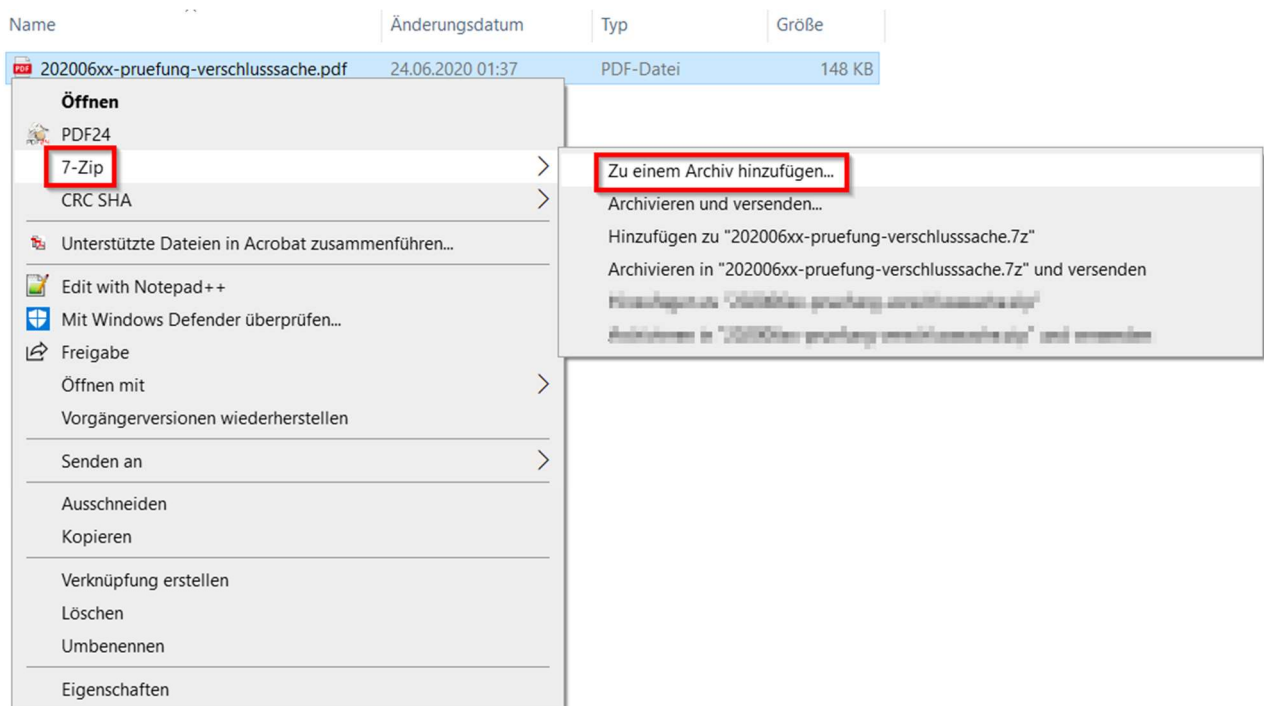 Name Änderungsdatum Typ Größe
202006xx-pruefung-verschlusssache.pdf 24.06.2020 01:37 PDF-Datei 148 KB
Öffnen
PDF24
7-Zip
CRC SHA
Unterstützte Dateien in Acrobat zusammenführen...
Edit with Notepad++
Mit Windows Defender überprüfen...
Freigabe
Öffnen mit
Vorgängerversionen wiederherstellen
Senden an
Ausschneiden
Kopieren
Verknüpfung erstellen
Löschen
Umbenennen
Eigenschaften
Zu einem Archiv hinzufügen...
Archivieren und versenden...
Hinzufügen zu "202006xx-pruefung-verschlusssache.7z"
Archivieren in "202006xx-pruefung-verschlusssache.7z" und versenden